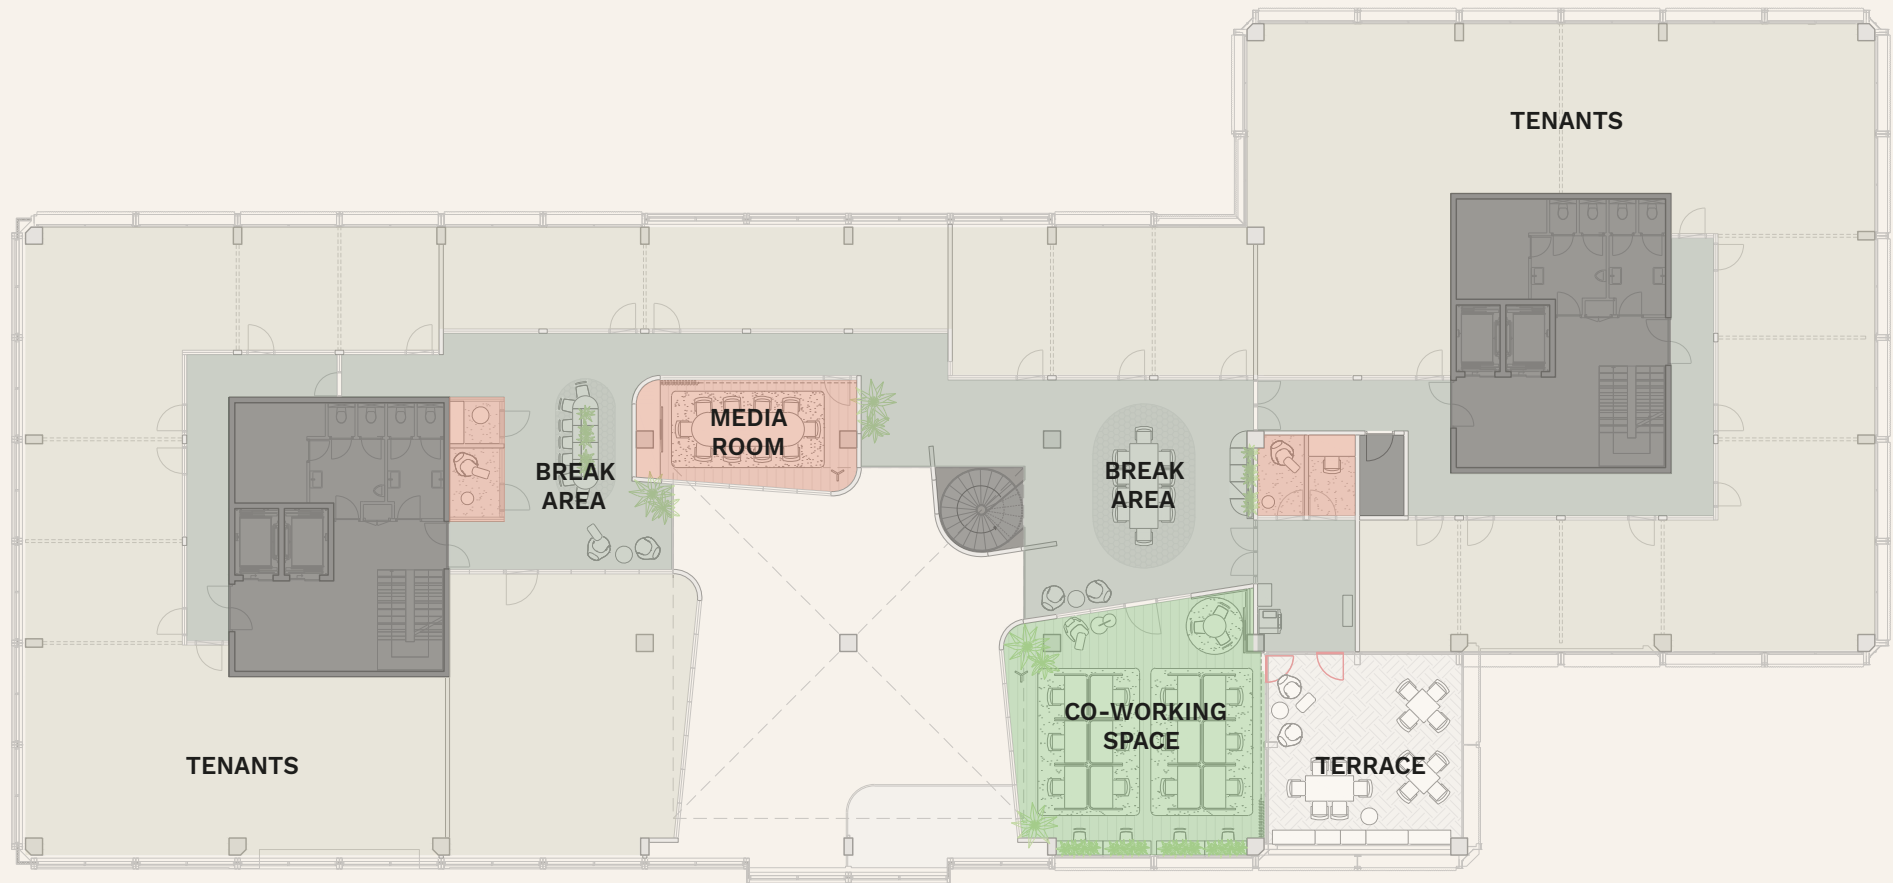 TENANTS
MEDIA
ROOM
BREAK
AREA
BREAK
AREA
CO-WORKING
SPACE
TENANTS
TERRACE